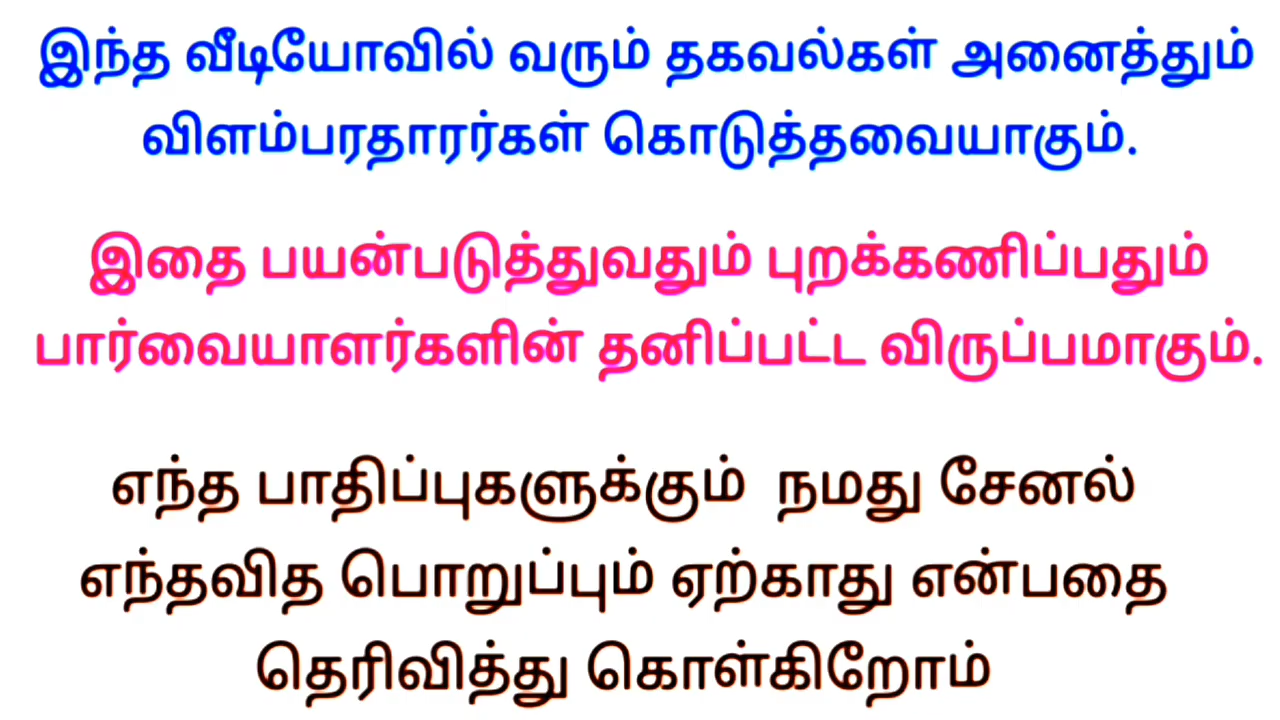 இந்த வீடியோவில் வரும் தகவல்கள் அனைத்தும்
விளம்பரதாரர்கள் கொடுத்தவையாகும்.
இதை பயன்படுத்துவதும் புறக்கணிப்பதும்
பார்வையாளர்களின் தனிப்பட்ட விருப்பமாகும்.
எந்த பாதிப்புகளுக்கும் நமது சேனல்
எந்தவித பொறுப்பும் ஏற்காது என்பதை
தெரிவித்து கொள்கிறோம்